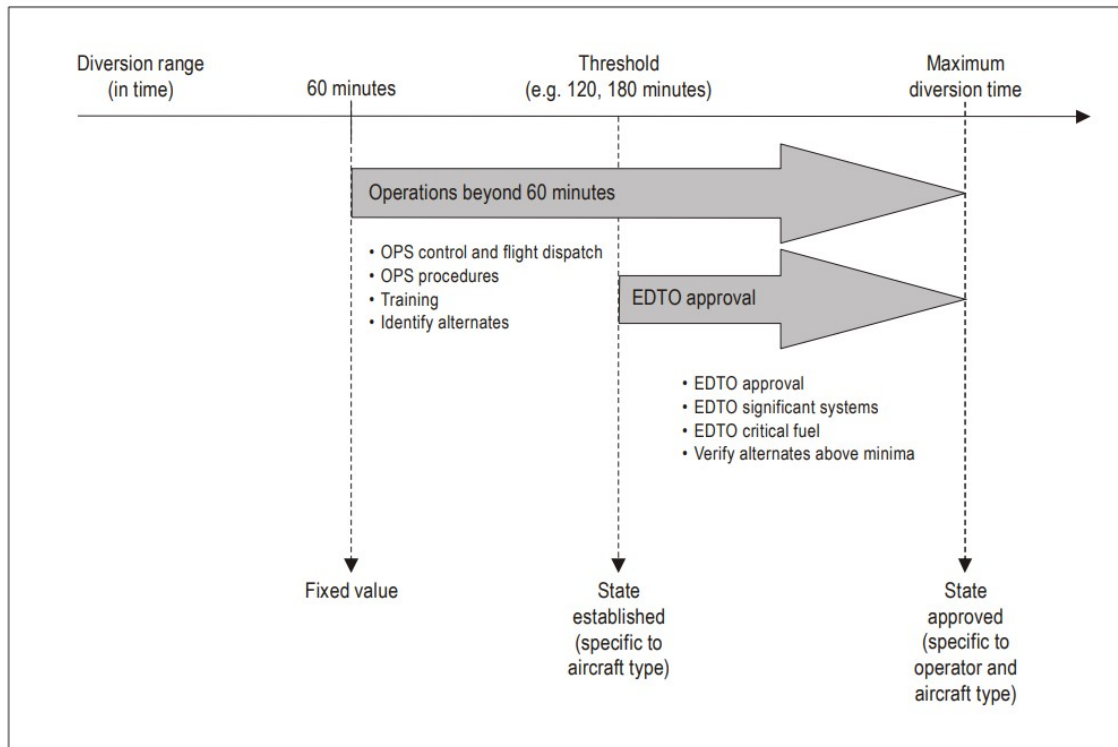 Diversion range
(in time)
60 minutes
Threshold
(e.g. 120, 180 minutes)
Maximum
diversion time
Operations beyond 60 minutes
• OPS control and flight dispatch
• OPS procedures
• Training
• Identify alternates
EDTO approval
• EDTO approval
• EDTO significant systems
• EDTO critical fuel
• Verify alternates above minima
Fixed value
State
established
(specific to
aircraft type)
State
approved
(specific to
operator and
aircraft type)